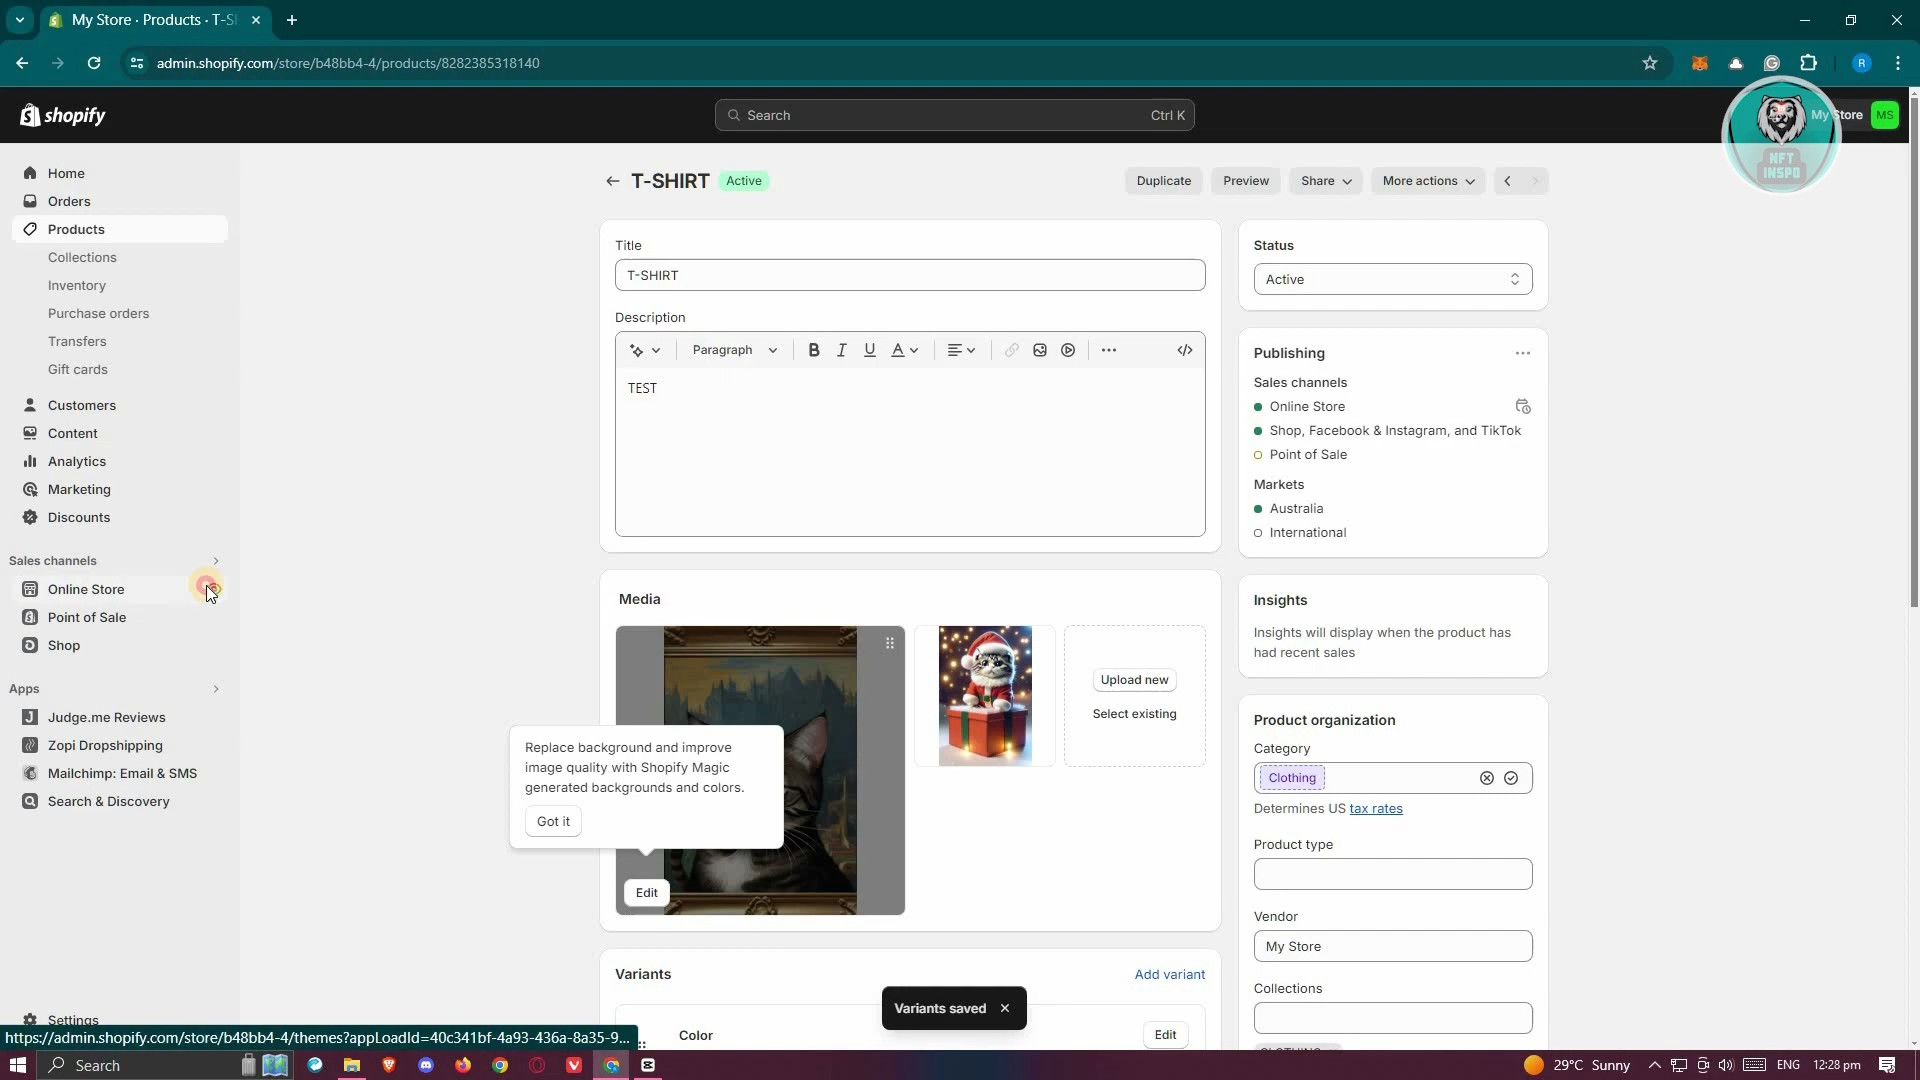 My Store · Products · T-S
admin.shopify.com/store/b48bb4-4/products/8282385318140
R
shopify
Search
Ctrl K
My Store
MS
NFT
INSPO
Home
Orders
Products
Collections
Inventory
Purchase orders
Transfers
Gift cards
Customers
Content
Analytics
Marketing
Discounts
Sales channels
Online Store
Point of Sale
Shop
Apps
Judge.me Reviews
Zopi Dropshipping
Mailchimp: Email & SMS
Search & Discovery
Settings
T-SHIRT
Active
Duplicate
Preview
Share
More actions
Title
T-SHIRT
Description
Paragraph
B I U A
TEST
Media
Upload new
Select existing
Replace background and improve
image quality with Shopify Magic
generated backgrounds and colors.
Got it
Edit
Variants
Add variant
Color
Edit
Variants saved
Status
Active
Publishing
Sales channels
Online Store
Shop, Facebook & Instagram, and TikTok
Point of Sale
Markets
Australia
International
Insights
Insights will display when the product has
had recent sales
Product organization
Category
Clothing
Determines US tax rates
Product type
Vendor
My Store
Collections
https://admin.shopify.com/store/b48bb4-4/themes?appLoadId=40c341bf-4a93-436a-8a35-9...
Search
29°C Sunny
ENG
12:28 pm